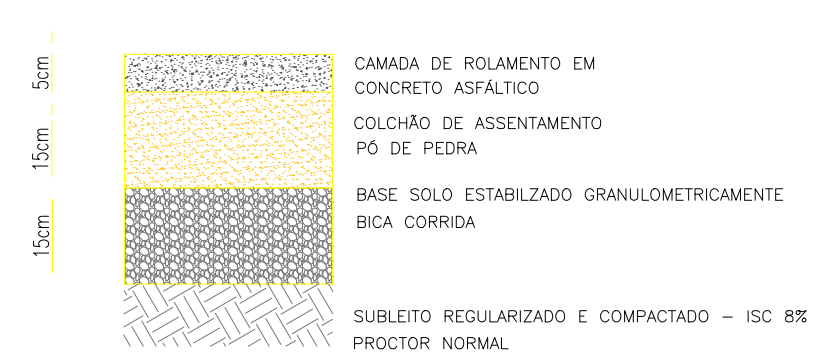 5cm
CAMADA DE ROLAMENTO EM
CONCRETO ASFÁLTICO
15cm
COLCHÃO DE ASSENTAMENTO
PÓ DE PEDRA
15cm
BASE SOLO ESTABILZADO GRANULOMETRICAMENTE
BICA CORRIDA
SUBLEITO REGULARIZADO E COMPACTADO – ISC 8%
PROCTOR NORMAL